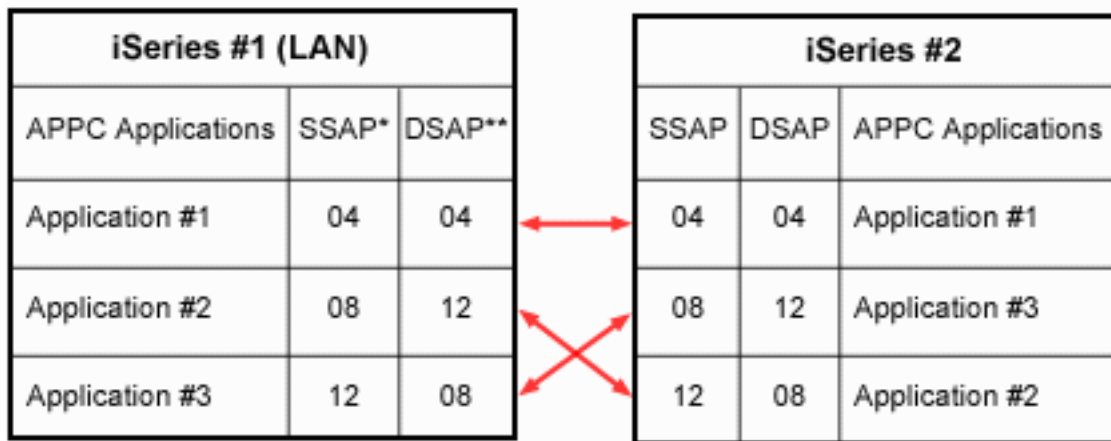 iSeries #1 (LAN)
APPC Applications SSAP* DSAP**
Application #1 04 04
Application #2 08 12
Application #3 12 08
iSeries #2
SSAP DSAP APPC Applications
04 04 Application #1
08 12 Application #3
12 08 Application #2